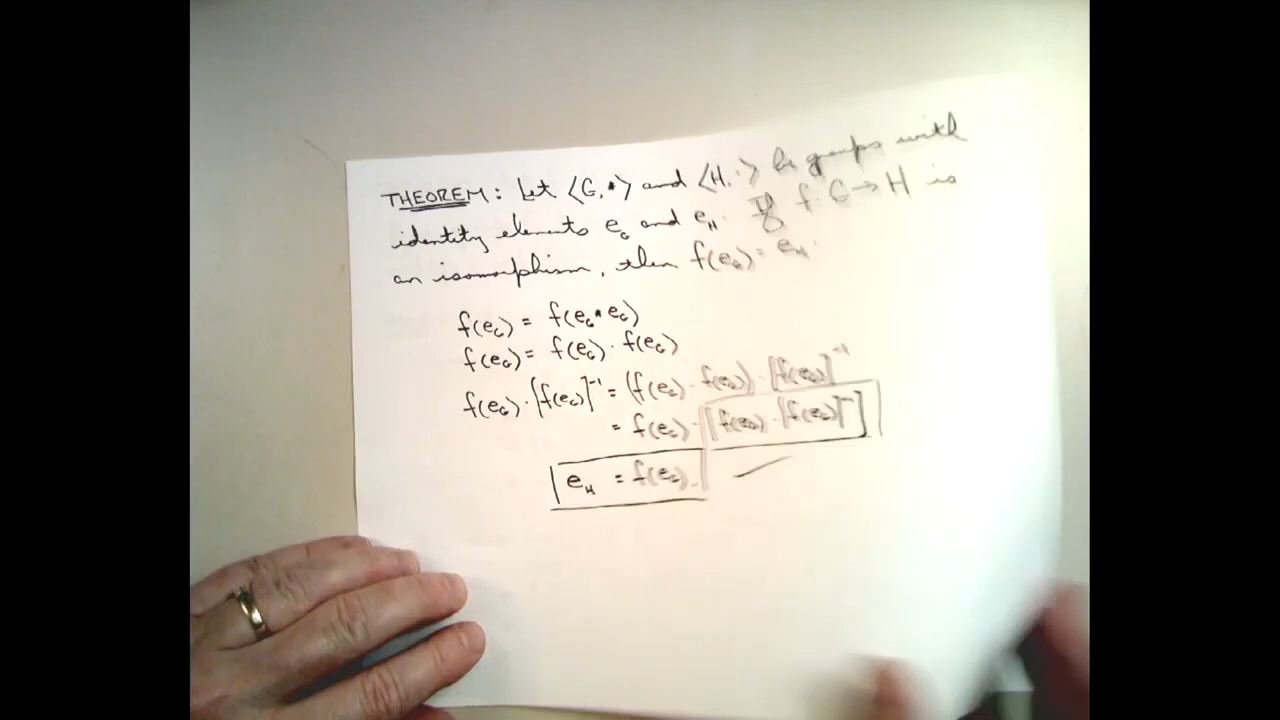 THEOREM: Let ⟨G,*⟩ and ⟨H,·⟩ be groups with
identity elements e_G and e_H. If f: G→H is
an isomorphism, then f(e_G) = e_H.
f(e_G) = f(e_G * e_G)
f(e_G) = f(e_G) · f(e_G)
f(e_G) · [f(e_G)]⁻¹ = (f(e_G) · f(e_G)) · [f(e_G)]⁻¹
= f(e_G) · [f(e_G) · [f(e_G)]⁻¹]
e_H = f(e_G).